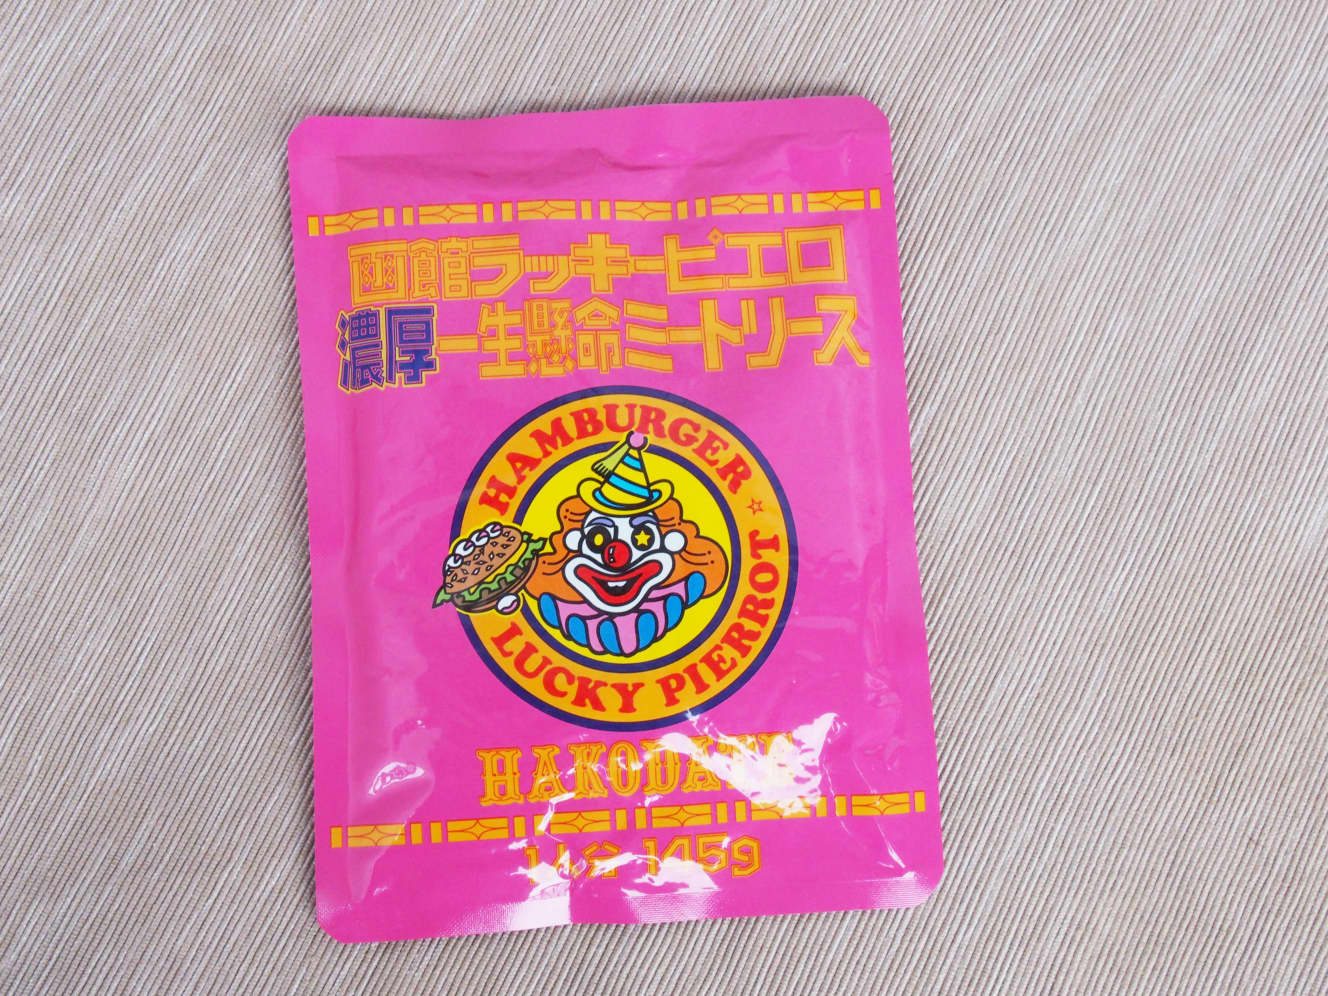 函館ラッキーピエロ
濃厚一生懸命ミートソース
HAMBURGER ☆
LUCKY PIERROT
HAKODATE
1人分 145g